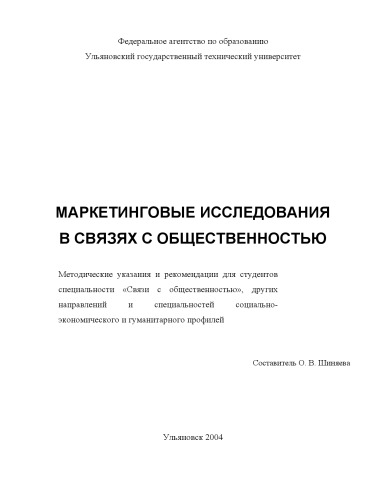 Федеральное агентство по образованию
Ульяновский государственный технический университет
МАРКЕТИНГОВЫЕ ИССЛЕДОВАНИЯ
В СВЯЗЯХ С ОБЩЕСТВЕННОСТЬЮ
Методические указания и рекомендации для студентов
специальности «Связи с общественностью», других
направлений и специальностей социально-
экономического и гуманитарного профилей
Составитель О. В. Шиняева
Ульяновск 2004